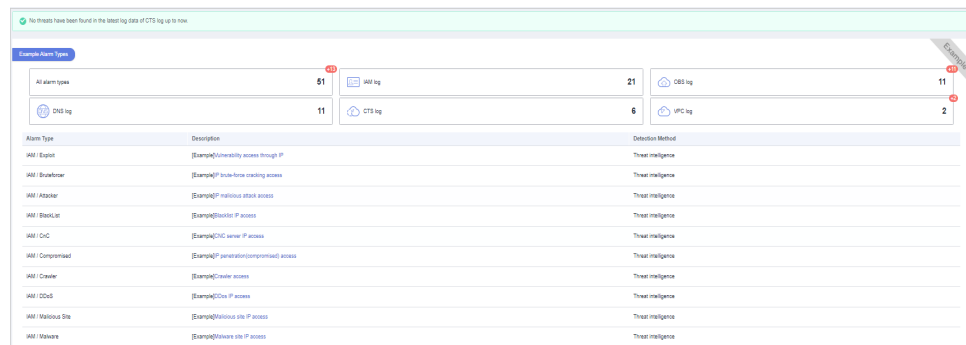 No threats have been found in the latest log data of CTS log up to now.
Example
Example Alarm Types
+13
All alarm types 51
IAM log 21
+11
OBS log 11
DNS log 11
CTS log 6
+2
VPC log 2
Alarm Type Description Detection Method
IAM / Exploit [Example]Vulnerability access through IP Threat intelligence
IAM / Bruteforcer [Example]IP brute-force cracking access Threat intelligence
IAM / Attacker [Example]IP malicious attack access Threat intelligence
IAM / BlackList [Example]Blacklist IP access Threat intelligence
IAM / CnC [Example]CNC server IP access Threat intelligence
IAM / Compromised [Example]IP penetration(compromised) access Threat intelligence
IAM / Crawler [Example]Crawler access Threat intelligence
IAM / DDoS [Example]DDos IP access Threat intelligence
IAM / Malicious Site [Example]Malicious site IP access Threat intelligence
IAM / Malware [Example]Malware site IP access Threat intelligence